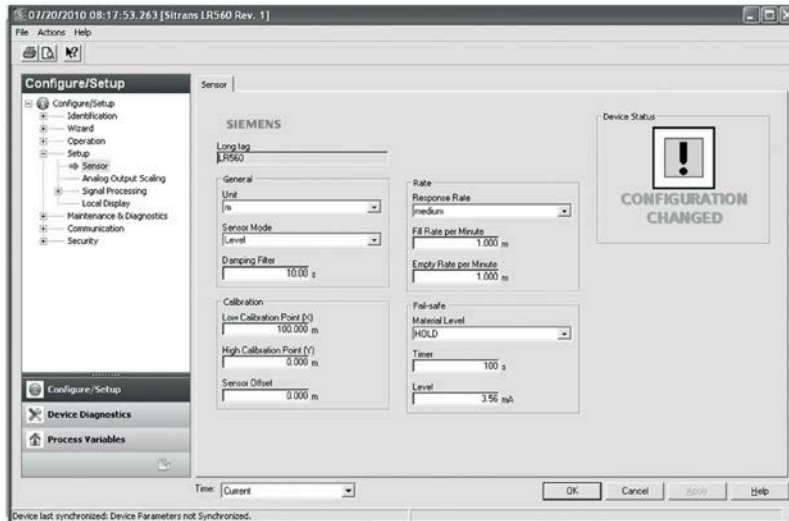 07/20/2010 08:17:53.263 [Sitrans LR560 Rev. 1]
File Actions Help
Configure/Setup
Configure/Setup
Identification
Wizard
Operation
Setup
Sensor
Analog Output Scaling
Signal Processing
Local Display
Maintenance & Diagnostics
Communication
Security
Configure/Setup
Device Diagnostics
Process Variables
Sensor
SIEMENS
Long tag
LR560
General
Unit
m
Sensor Mode
Level
Damping Filter
10.00 s
Calibration
Low Calibration Point (X)
100.000 m
High Calibration Point (Y)
0.000 m
Sensor Offset
0.000 m
Rate
Response Rate
medium
Fill Rate per Minute
1.000 m
Empty Rate per Minute
1.000 m
Fail-safe
Material Level
HOLD
Timer
100 s
Level
3.56 mA
Device Status
CONFIGURATION
CHANGED
Time: Current
OK Cancel Apply Help
Device last synchronized: Device Parameters not Synchronized.